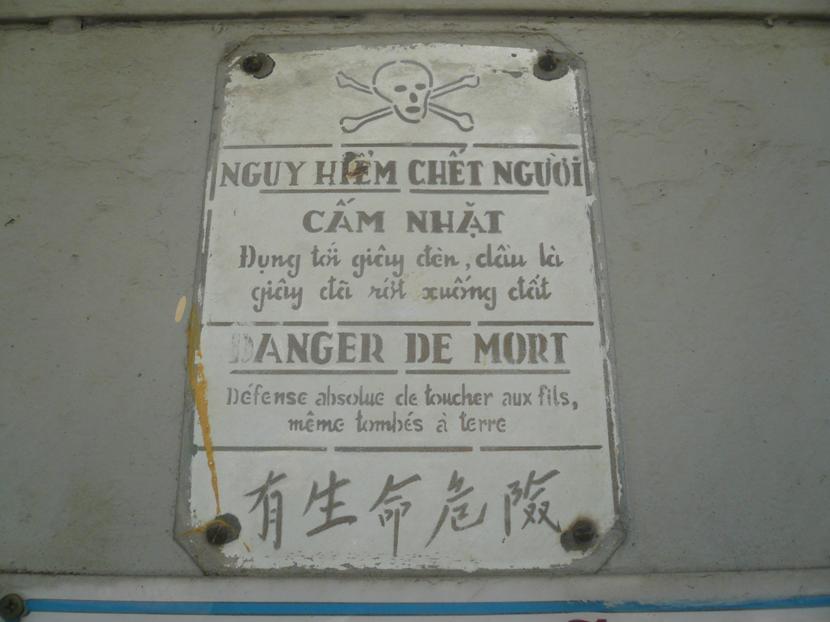 NGUY HIỂM CHẾT NGƯỜI
CẤM NHẶT
Đụng tới giây đèn, dầu là
giây đã rớt xuống đất
DANGER DE MORT
Défense absolue de toucher aux fils,
même tombés à terre
有生命危險